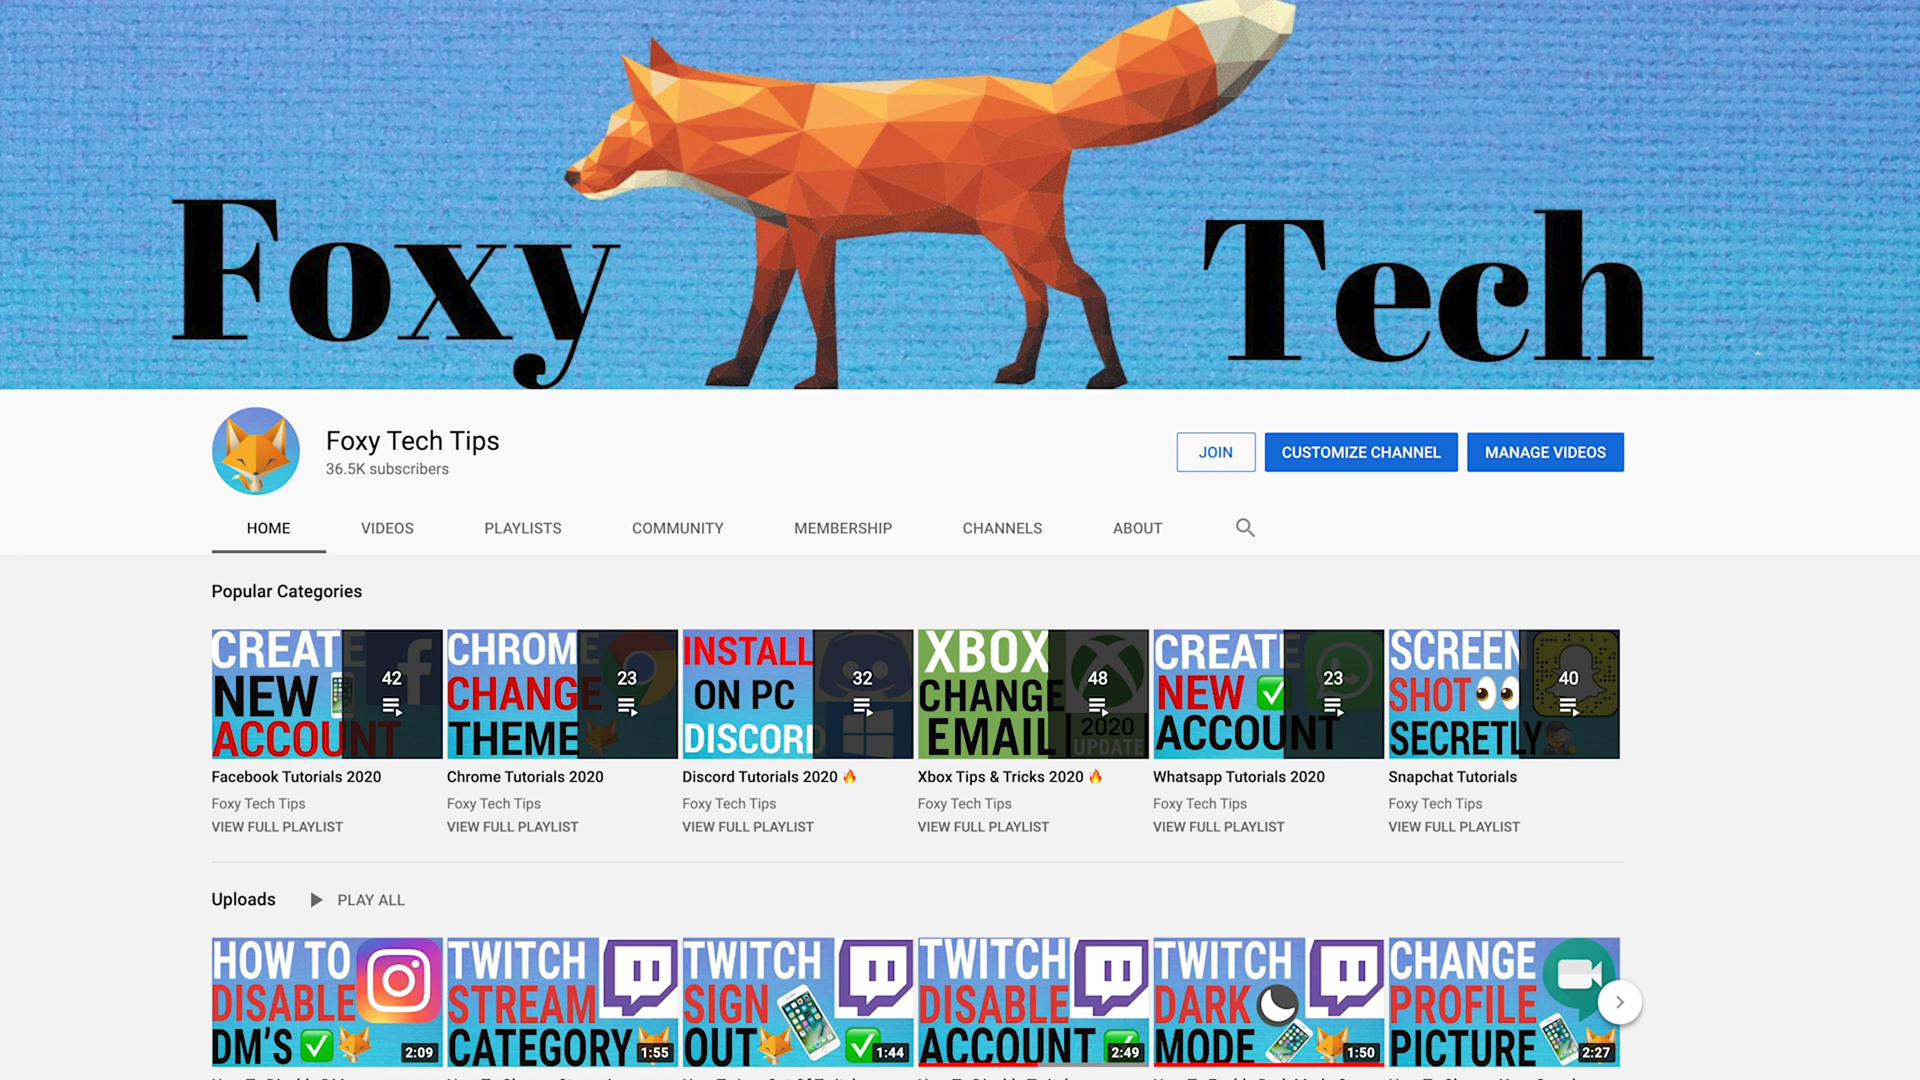 Foxy Tech
Foxy Tech Tips
36.5K subscribers
JOIN
CUSTOMIZE CHANNEL
MANAGE VIDEOS
HOME VIDEOS PLAYLISTS COMMUNITY MEMBERSHIP CHANNELS ABOUT
Popular Categories
CREATE
NEW
ACCOUNT
42
Facebook Tutorials 2020
Foxy Tech Tips
VIEW FULL PLAYLIST
CHROME
CHANGE
THEME
23
Chrome Tutorials 2020
Foxy Tech Tips
VIEW FULL PLAYLIST
INSTALL
ON PC
DISCORD
32
Discord Tutorials 2020 🔥
Foxy Tech Tips
VIEW FULL PLAYLIST
XBOX
CHANGE
EMAIL
2020
UPDATE
48
Xbox Tips & Tricks 2020 🔥
Foxy Tech Tips
VIEW FULL PLAYLIST
CREATE
NEW
ACCOUNT
23
Whatsapp Tutorials 2020
Foxy Tech Tips
VIEW FULL PLAYLIST
SCREEN
SHOT
SECRETLY
40
Snapchat Tutorials
Foxy Tech Tips
VIEW FULL PLAYLIST
Uploads PLAY ALL
HOW TO
DISABLE
DM'S
2:09
TWITCH
STREAM
CATEGORY
1:55
TWITCH
SIGN
OUT
1:44
TWITCH
DISABLE
ACCOUNT
2:49
TWITCH
DARK
MODE
1:50
CHANGE
PROFILE
PICTURE
2:27